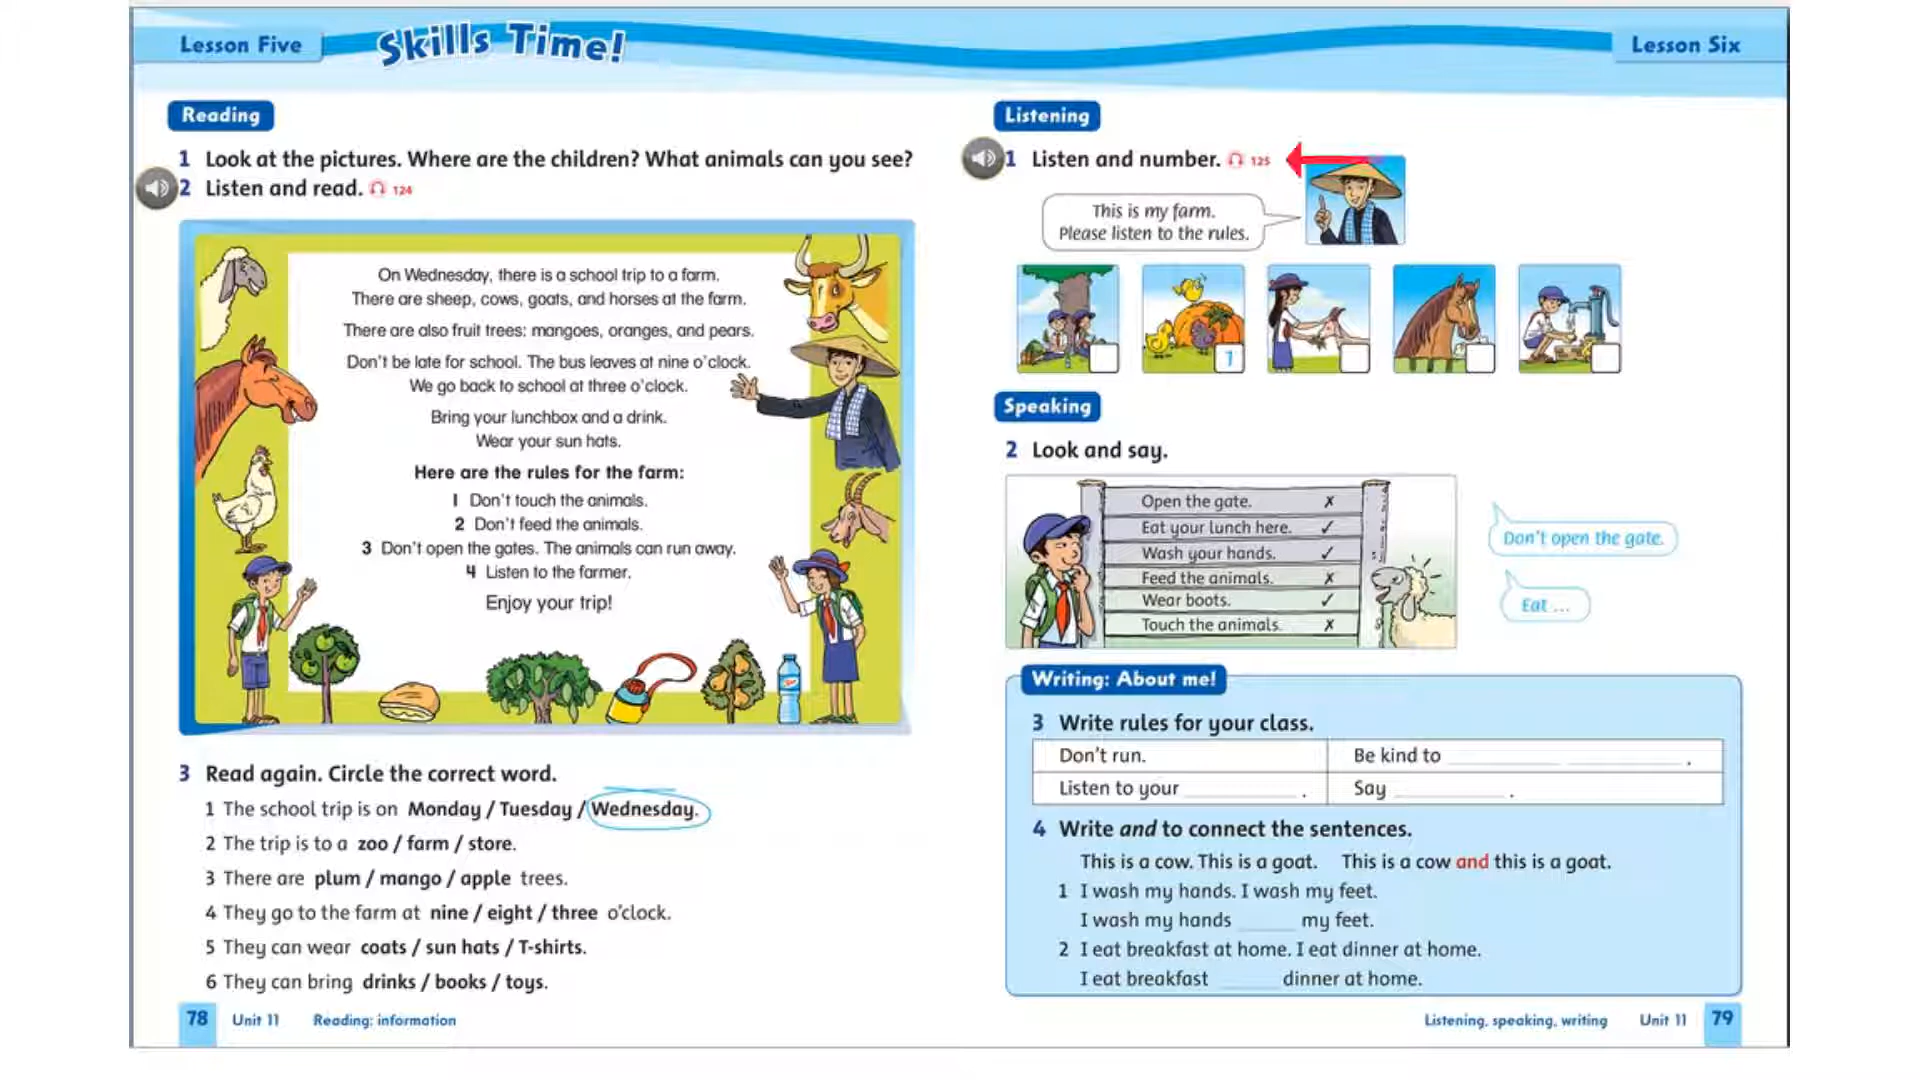 Lesson Five
Skills Time!
Lesson Six
Reading
1 Look at the pictures. Where are the children? What animals can you see?
2 Listen and read. 124
On Wednesday, there is a school trip to a farm.
There are sheep, cows, goats, and horses at the farm.
There are also fruit trees: mangoes, oranges, and pears.
Don't be late for school. The bus leaves at nine o'clock.
We go back to school at three o'clock.
Bring your lunchbox and a drink.
Wear your sun hats.
Here are the rules for the farm:
1 Don't touch the animals.
2 Don't feed the animals.
3 Don't open the gates. The animals can run away.
4 Listen to the farmer.
Enjoy your trip!
3 Read again. Circle the correct word.
1 The school trip is on Monday / Tuesday / Wednesday.
2 The trip is to a zoo / farm / store.
3 There are plum / mango / apple trees.
4 They go to the farm at nine / eight / three o'clock.
5 They can wear coats / sun hats / T-shirts.
6 They can bring drinks / books / toys.
78 Unit 11 Reading: information
Listening
1 Listen and number. 125
This is my farm.
Please listen to the rules.
1
Speaking
2 Look and say.
Open the gate. ✗
Eat your lunch here. ✓
Wash your hands. ✓
Feed the animals. ✗
Wear boots. ✓
Touch the animals. ✗
Don't open the gate.
Eat ...
Writing: About me!
3 Write rules for your class.
Don't run. Be kind to ______ ______ .
Listen to your ______ . Say ______ .
4 Write and to connect the sentences.
This is a cow. This is a goat. This is a cow and this is a goat.
1 I wash my hands. I wash my feet.
I wash my hands ______ my feet.
2 I eat breakfast at home. I eat dinner at home.
I eat breakfast ______ dinner at home.
Listening, speaking, writing Unit 11 79